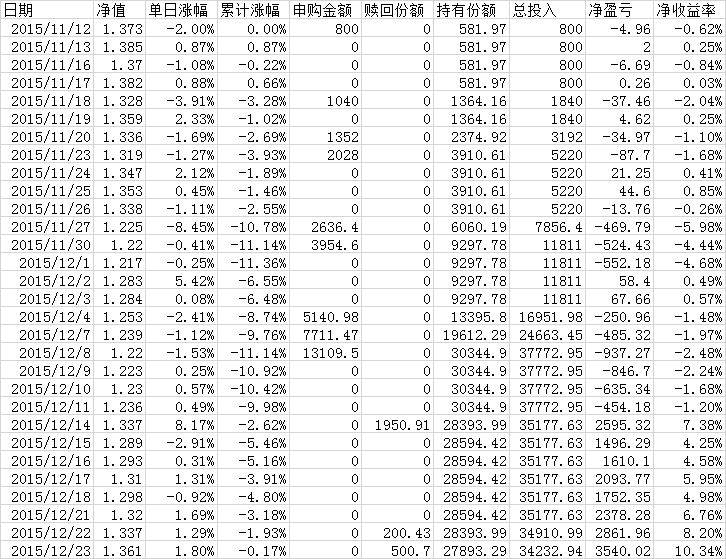 日期 净值 单日涨幅 累计涨幅 申购金额 赎回份额 持有份额 总投入 净盈亏 净收益率
2015/11/12 1.373 -2.00% 0.00% 800 0 581.97 800 -4.96 -0.62%
2015/11/13 1.385 0.87% 0.87% 0 0 581.97 800 2 0.25%
2015/11/16 1.37 -1.08% -0.22% 0 0 581.97 800 -6.69 -0.84%
2015/11/17 1.382 0.88% 0.66% 0 0 581.97 800 0.26 0.03%
2015/11/18 1.328 -3.91% -3.28% 1040 0 1364.16 1840 -37.46 -2.04%
2015/11/19 1.359 2.33% -1.02% 0 0 1364.16 1840 4.62 0.25%
2015/11/20 1.336 -1.69% -2.69% 1352 0 2374.92 3192 -34.97 -1.10%
2015/11/23 1.319 -1.27% -3.93% 2028 0 3910.61 5220 -87.7 -1.68%
2015/11/24 1.347 2.12% -1.89% 0 0 3910.61 5220 21.25 0.41%
2015/11/25 1.353 0.45% -1.46% 0 0 3910.61 5220 44.6 0.85%
2015/11/26 1.338 -1.11% -2.55% 0 0 3910.61 5220 -13.76 -0.26%
2015/11/27 1.225 -8.45% -10.78% 2636.4 0 6060.19 7856.4 -469.79 -5.98%
2015/11/30 1.22 -0.41% -11.14% 3954.6 0 9297.78 11811 -524.43 -4.44%
2015/12/1 1.217 -0.25% -11.36% 0 0 9297.78 11811 -552.18 -4.68%
2015/12/2 1.283 5.42% -6.55% 0 0 9297.78 11811 58.4 0.49%
2015/12/3 1.284 0.08% -6.48% 0 0 9297.78 11811 67.66 0.57%
2015/12/4 1.253 -2.41% -8.74% 5140.98 0 13395.8 16951.98 -250.96 -1.48%
2015/12/7 1.239 -1.12% -9.76% 7711.47 0 19612.29 24663.45 -485.32 -1.97%
2015/12/8 1.22 -1.53% -11.14% 13109.5 0 30344.9 37772.95 -937.27 -2.48%
2015/12/9 1.223 0.25% -10.92% 0 0 30344.9 37772.95 -846.7 -2.24%
2015/12/10 1.23 0.57% -10.42% 0 0 30344.9 37772.95 -635.34 -1.68%
2015/12/11 1.236 0.49% -9.98% 0 0 30344.9 37772.95 -454.18 -1.20%
2015/12/14 1.337 8.17% -2.62% 0 1950.91 28393.99 35177.63 2595.32 7.38%
2015/12/15 1.289 -2.91% -5.46% 0 0 28594.42 35177.63 1496.29 4.25%
2015/12/16 1.293 0.31% -5.16% 0 0 28594.42 35177.63 1610.1 4.58%
2015/12/17 1.31 1.31% -3.91% 0 0 28594.42 35177.63 2093.77 5.95%
2015/12/18 1.298 -0.92% -4.80% 0 0 28594.42 35177.63 1752.35 4.98%
2015/12/21 1.32 1.69% -3.18% 0 0 28594.42 35177.63 2378.28 6.76%
2015/12/22 1.337 1.29% -1.93% 0 200.43 28393.99 34910.99 2861.96 8.20%
2015/12/23 1.361 1.80% -0.17% 0 500.7 27893.29 34232.94 3540.02 10.34%